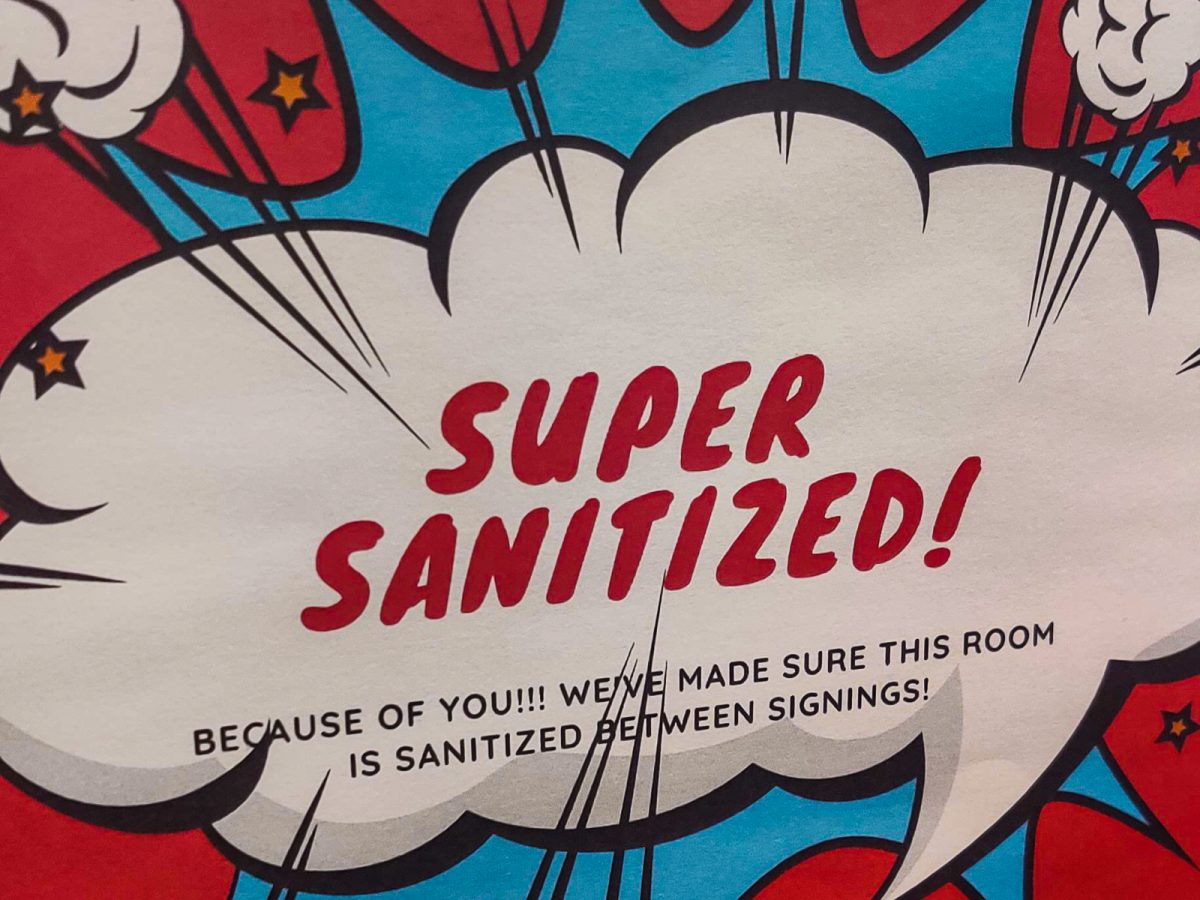 SUPER
SANITIZED!
BECAUSE OF YOU!!! WE'VE MADE SURE THIS ROOM
IS SANITIZED BETWEEN SIGNINGS!